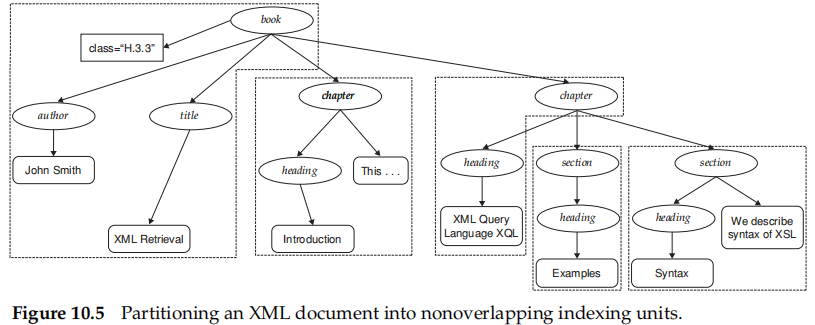 book
class="H.3.3"
chapter
chapter
author
title
heading
section
section
John Smith
heading
This . . .
XML Query
Language XQL
heading
heading
We describe
syntax of XSL
XML Retrieval
Introduction
Examples
Syntax
Figure 10.5 Partitioning an XML document into nonoverlapping indexing units.